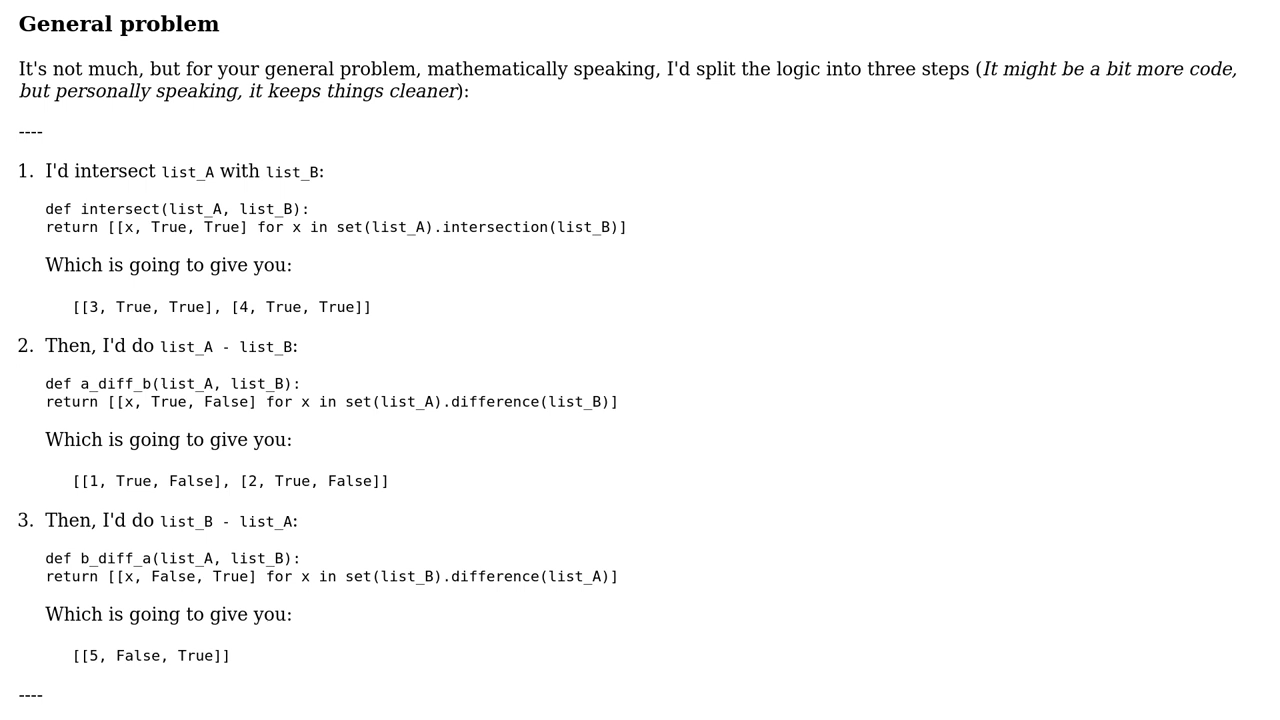 General problem
It's not much, but for your general problem, mathematically speaking, I'd split the logic into three steps (It might be a bit more code,
but personally speaking, it keeps things cleaner):
----
1. I'd intersect list_A with list_B:
def intersect(list_A, list_B):
return [[x, True, True] for x in set(list_A).intersection(list_B)]
Which is going to give you:
[[3, True, True], [4, True, True]]
2. Then, I'd do list_A - list_B:
def a_diff_b(list_A, list_B):
return [[x, True, False] for x in set(list_A).difference(list_B)]
Which is going to give you:
[[1, True, False], [2, True, False]]
3. Then, I'd do list_B - list_A:
def b_diff_a(list_A, list_B):
return [[x, False, True] for x in set(list_B).difference(list_A)]
Which is going to give you:
[[5, False, True]]
----